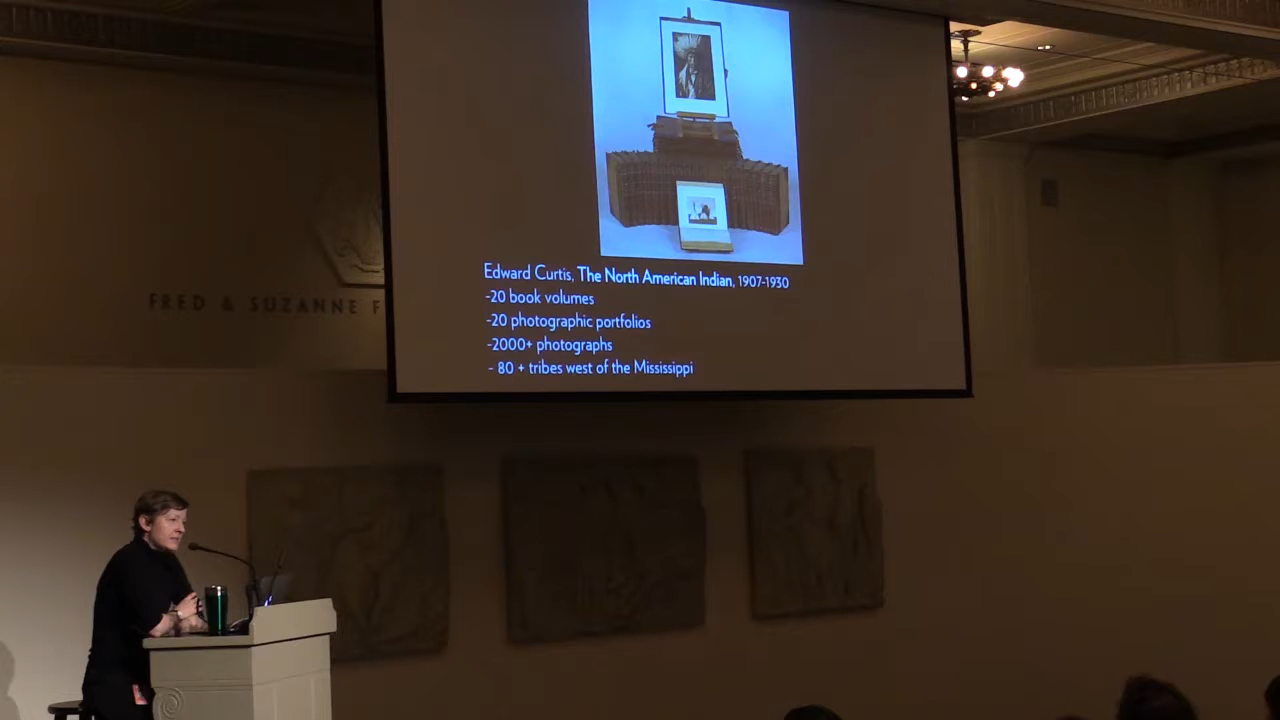 FRED & SUZANNE F
Edward Curtis, The North American Indian, 1907-1930
-20 book volumes
-20 photographic portfolios
-2000+ photographs
- 80 + tribes west of the Mississippi